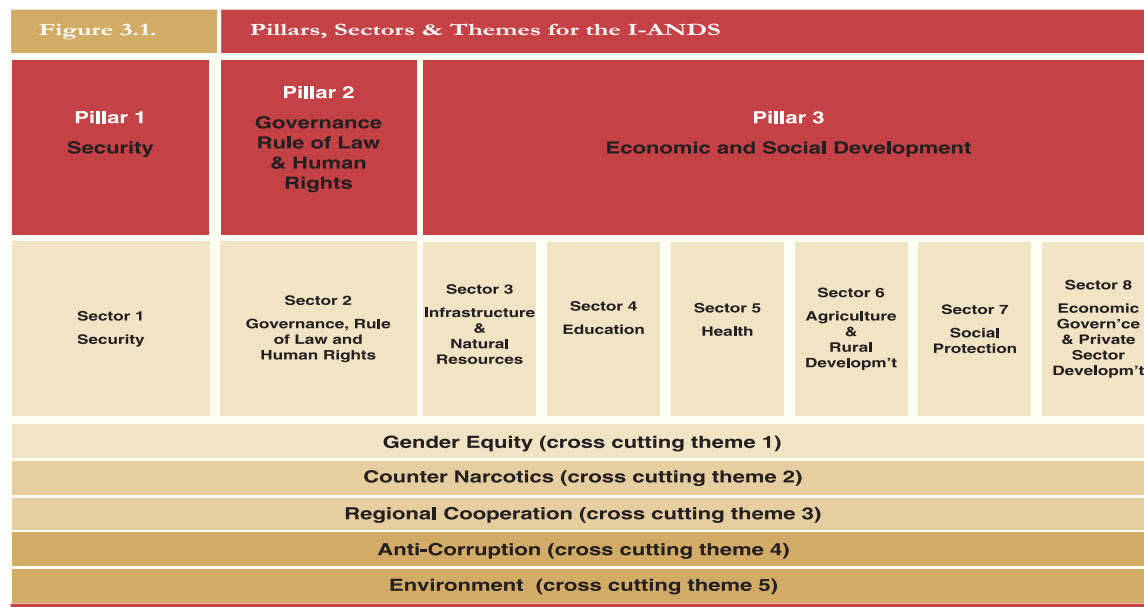 Figure 3.1.
Pillars, Sectors & Themes for the I-ANDS
Pillar 1
Security
Pillar 2
Governance
Rule of Law
& Human
Rights
Pillar 3
Economic and Social Development
Sector 1
Security
Sector 2
Governance, Rule
of Law and
Human Rights
Sector 3
Infrastructure
&
Natural
Resources
Sector 4
Education
Sector 5
Health
Sector 6
Agriculture
&
Rural
Developm't
Sector 7
Social
Protection
Sector 8
Economic
Govern'ce
& Private
Sector
Developm't
Gender Equity (cross cutting theme 1)
Counter Narcotics (cross cutting theme 2)
Regional Cooperation (cross cutting theme 3)
Anti-Corruption (cross cutting theme 4)
Environment (cross cutting theme 5)